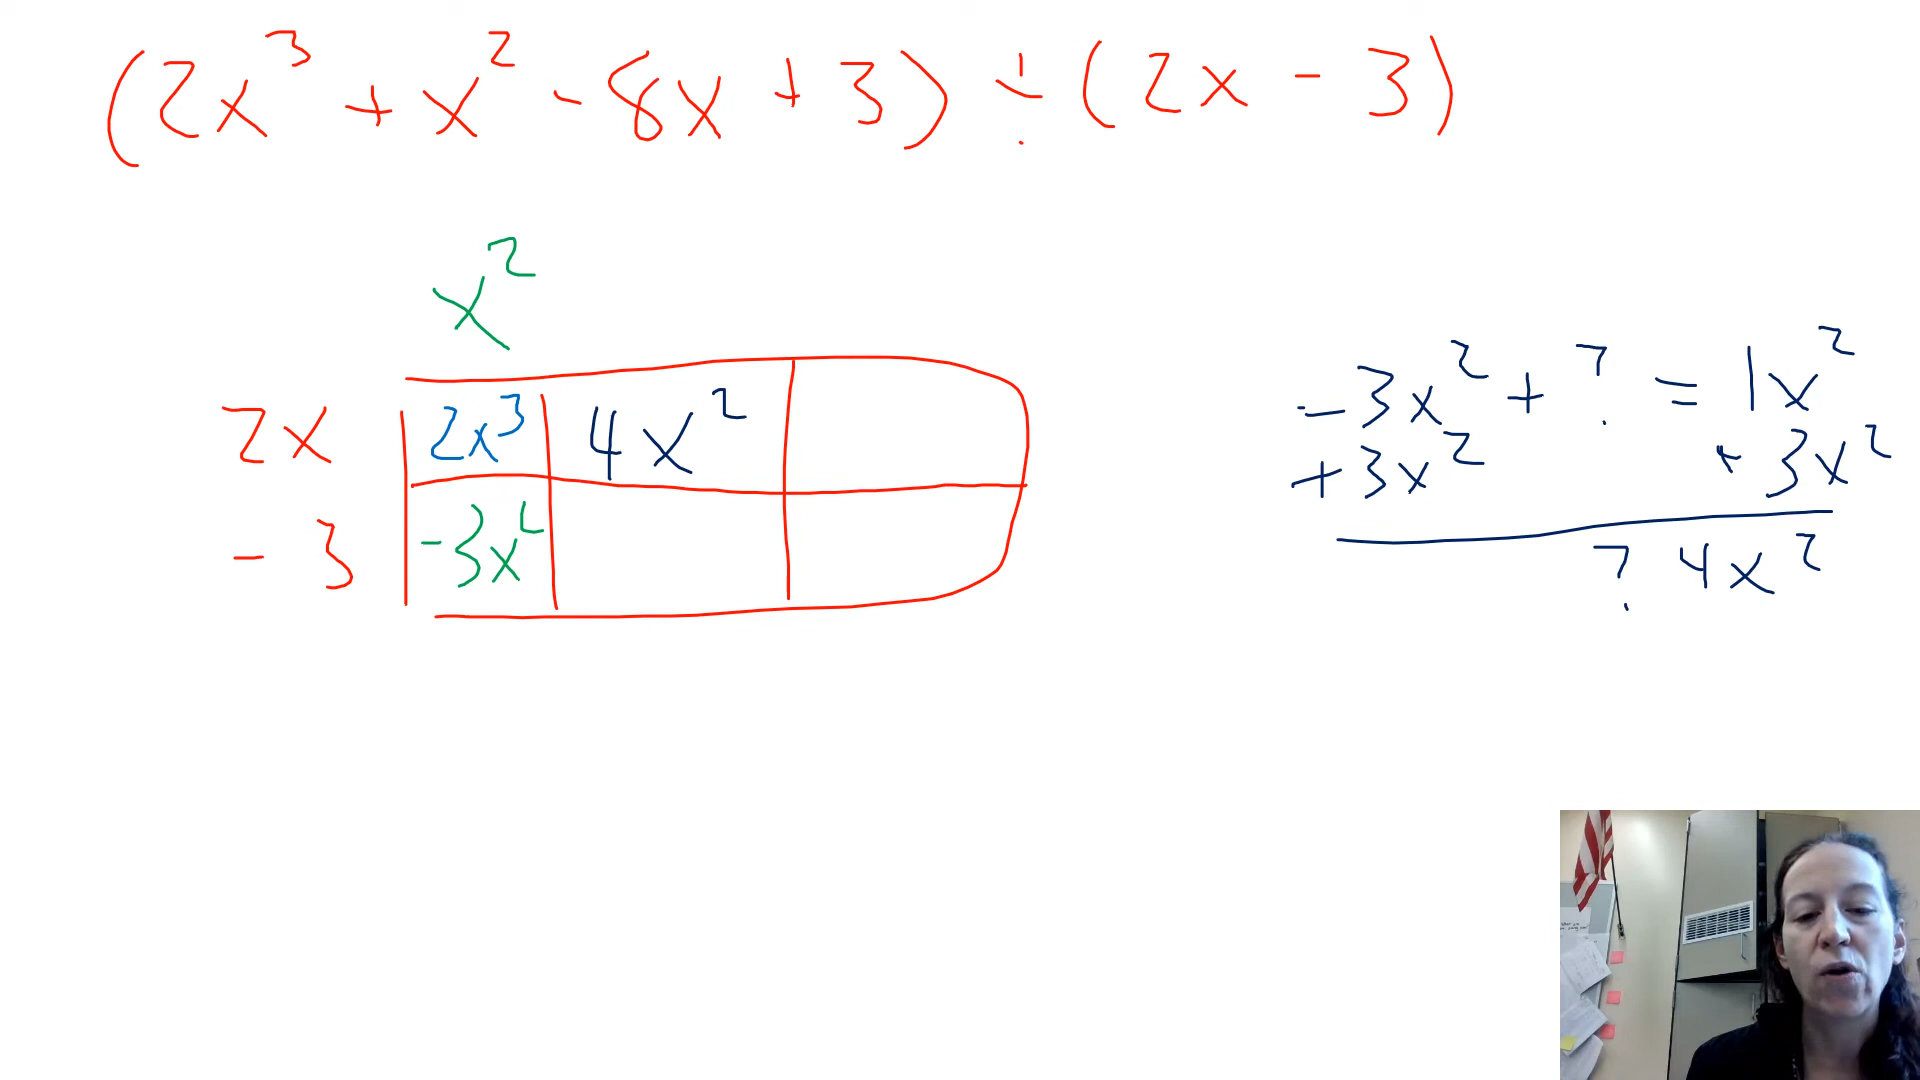 (2x³ + x² - 8x + 3) ÷ (2x - 3)
x²
2x 2x³ 4x²
- 3 -3x²
-3x² + ? = 1x²
+3x² +3x²
? 4x²